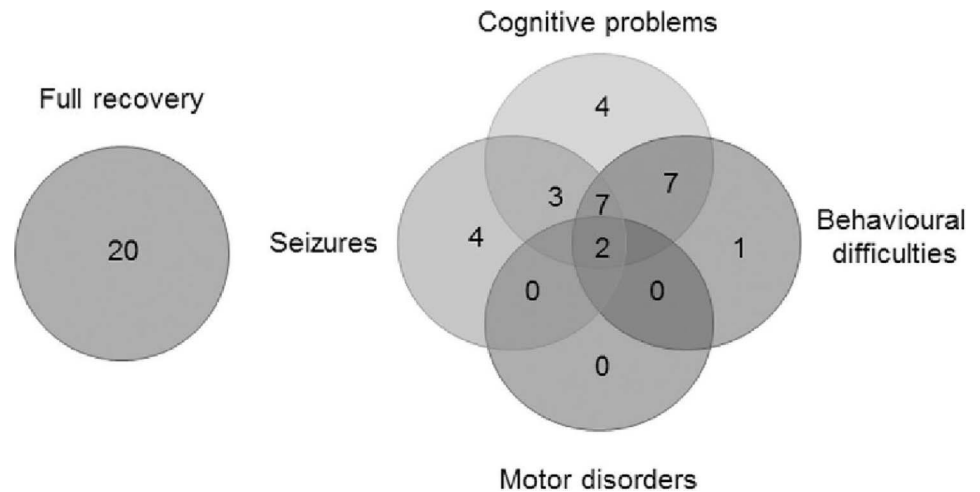 Cognitive problems
Full recovery
4
3
7
7
20
Seizures
4
2
1
Behavioural
difficulties
0
0
0
Motor disorders